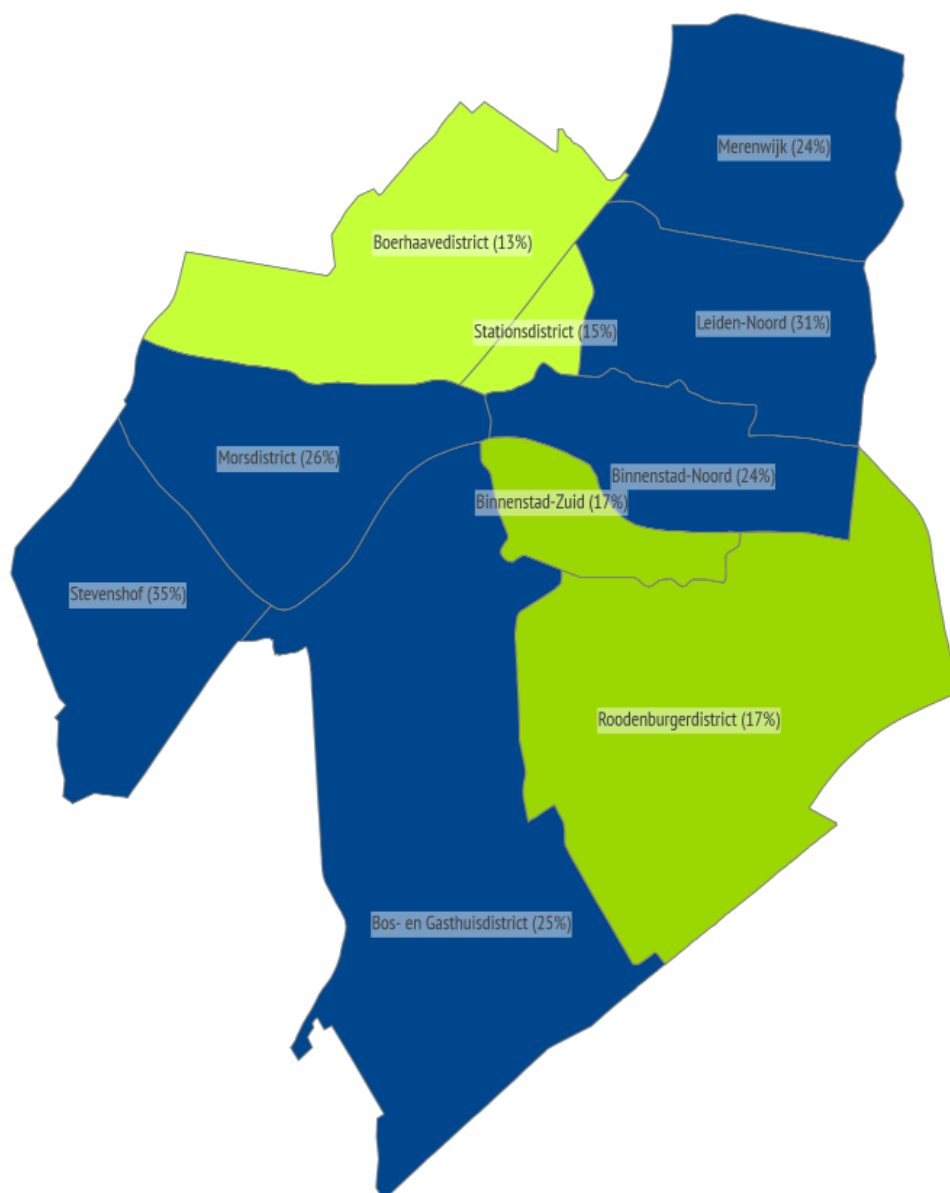 Merenwijk (24%)
Boerhaavedistrict (13%)
Leiden-Noord (31%)
Stationsdistrict (15%)
Morsdistrict (26%)
Binnenstad-Noord (24%)
Binnenstad-Zuid (17%)
Stevenshof (35%)
Roodenburgerdistrict (17%)
Bos- en Gasthuisdistrict (25%)